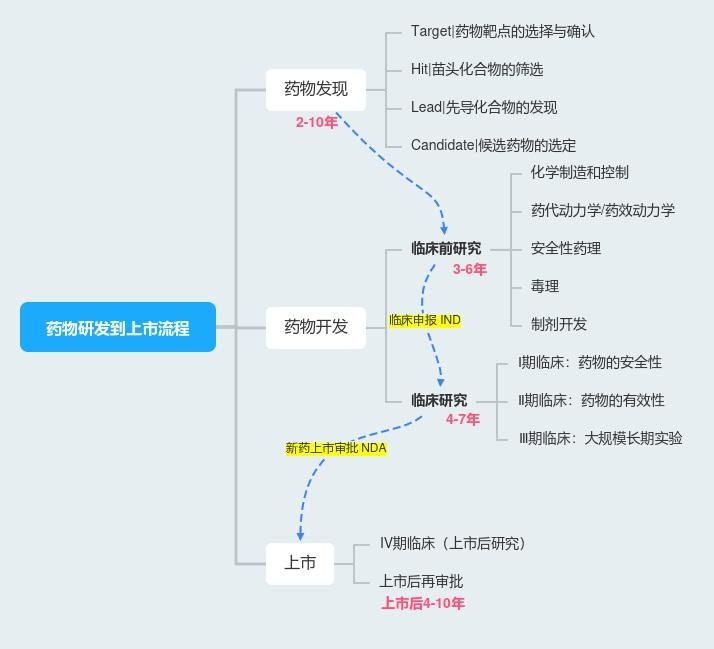 药物研发到上市流程
药物发现
2-10年
Target|药物靶点的选择与确认
Hit|苗头化合物的筛选
Lead|先导化合物的发现
Candidate|候选药物的选定
药物开发
临床前研究
3-6年
化学制造和控制
药代动力学/药效动力学
安全性药理
毒理
制剂开发
临床申报 IND
临床研究
4-7年
Ⅰ期临床：药物的安全性
Ⅱ期临床：药物的有效性
Ⅲ期临床：大规模长期实验
新药上市审批 NDA
上市
IV期临床（上市后研究）
上市后再审批
上市后4-10年